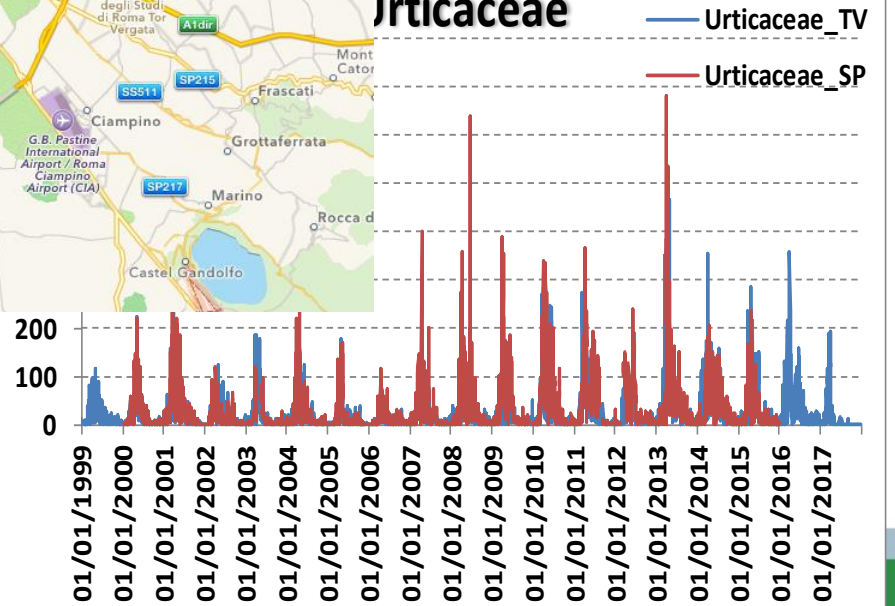 degli Studi
di Roma Tor
Vergata
A1dir
SP215
SS511
Frascati
Ciampino
G.B. Pastine
International
Airport / Roma
Ciampino
Airport (CIA)
Grottaferrata
SP217
Marino
Castel Gandolfo
Urticaceae
Urticaceae_TV
Urticaceae_SP
200
100
0
01/01/1999
01/01/2000
01/01/2001
01/01/2002
01/01/2003
01/01/2004
01/01/2005
01/01/2006
01/01/2007
01/01/2008
01/01/2009
01/01/2010
01/01/2011
01/01/2012
01/01/2013
01/01/2014
01/01/2015
01/01/2016
01/01/2017